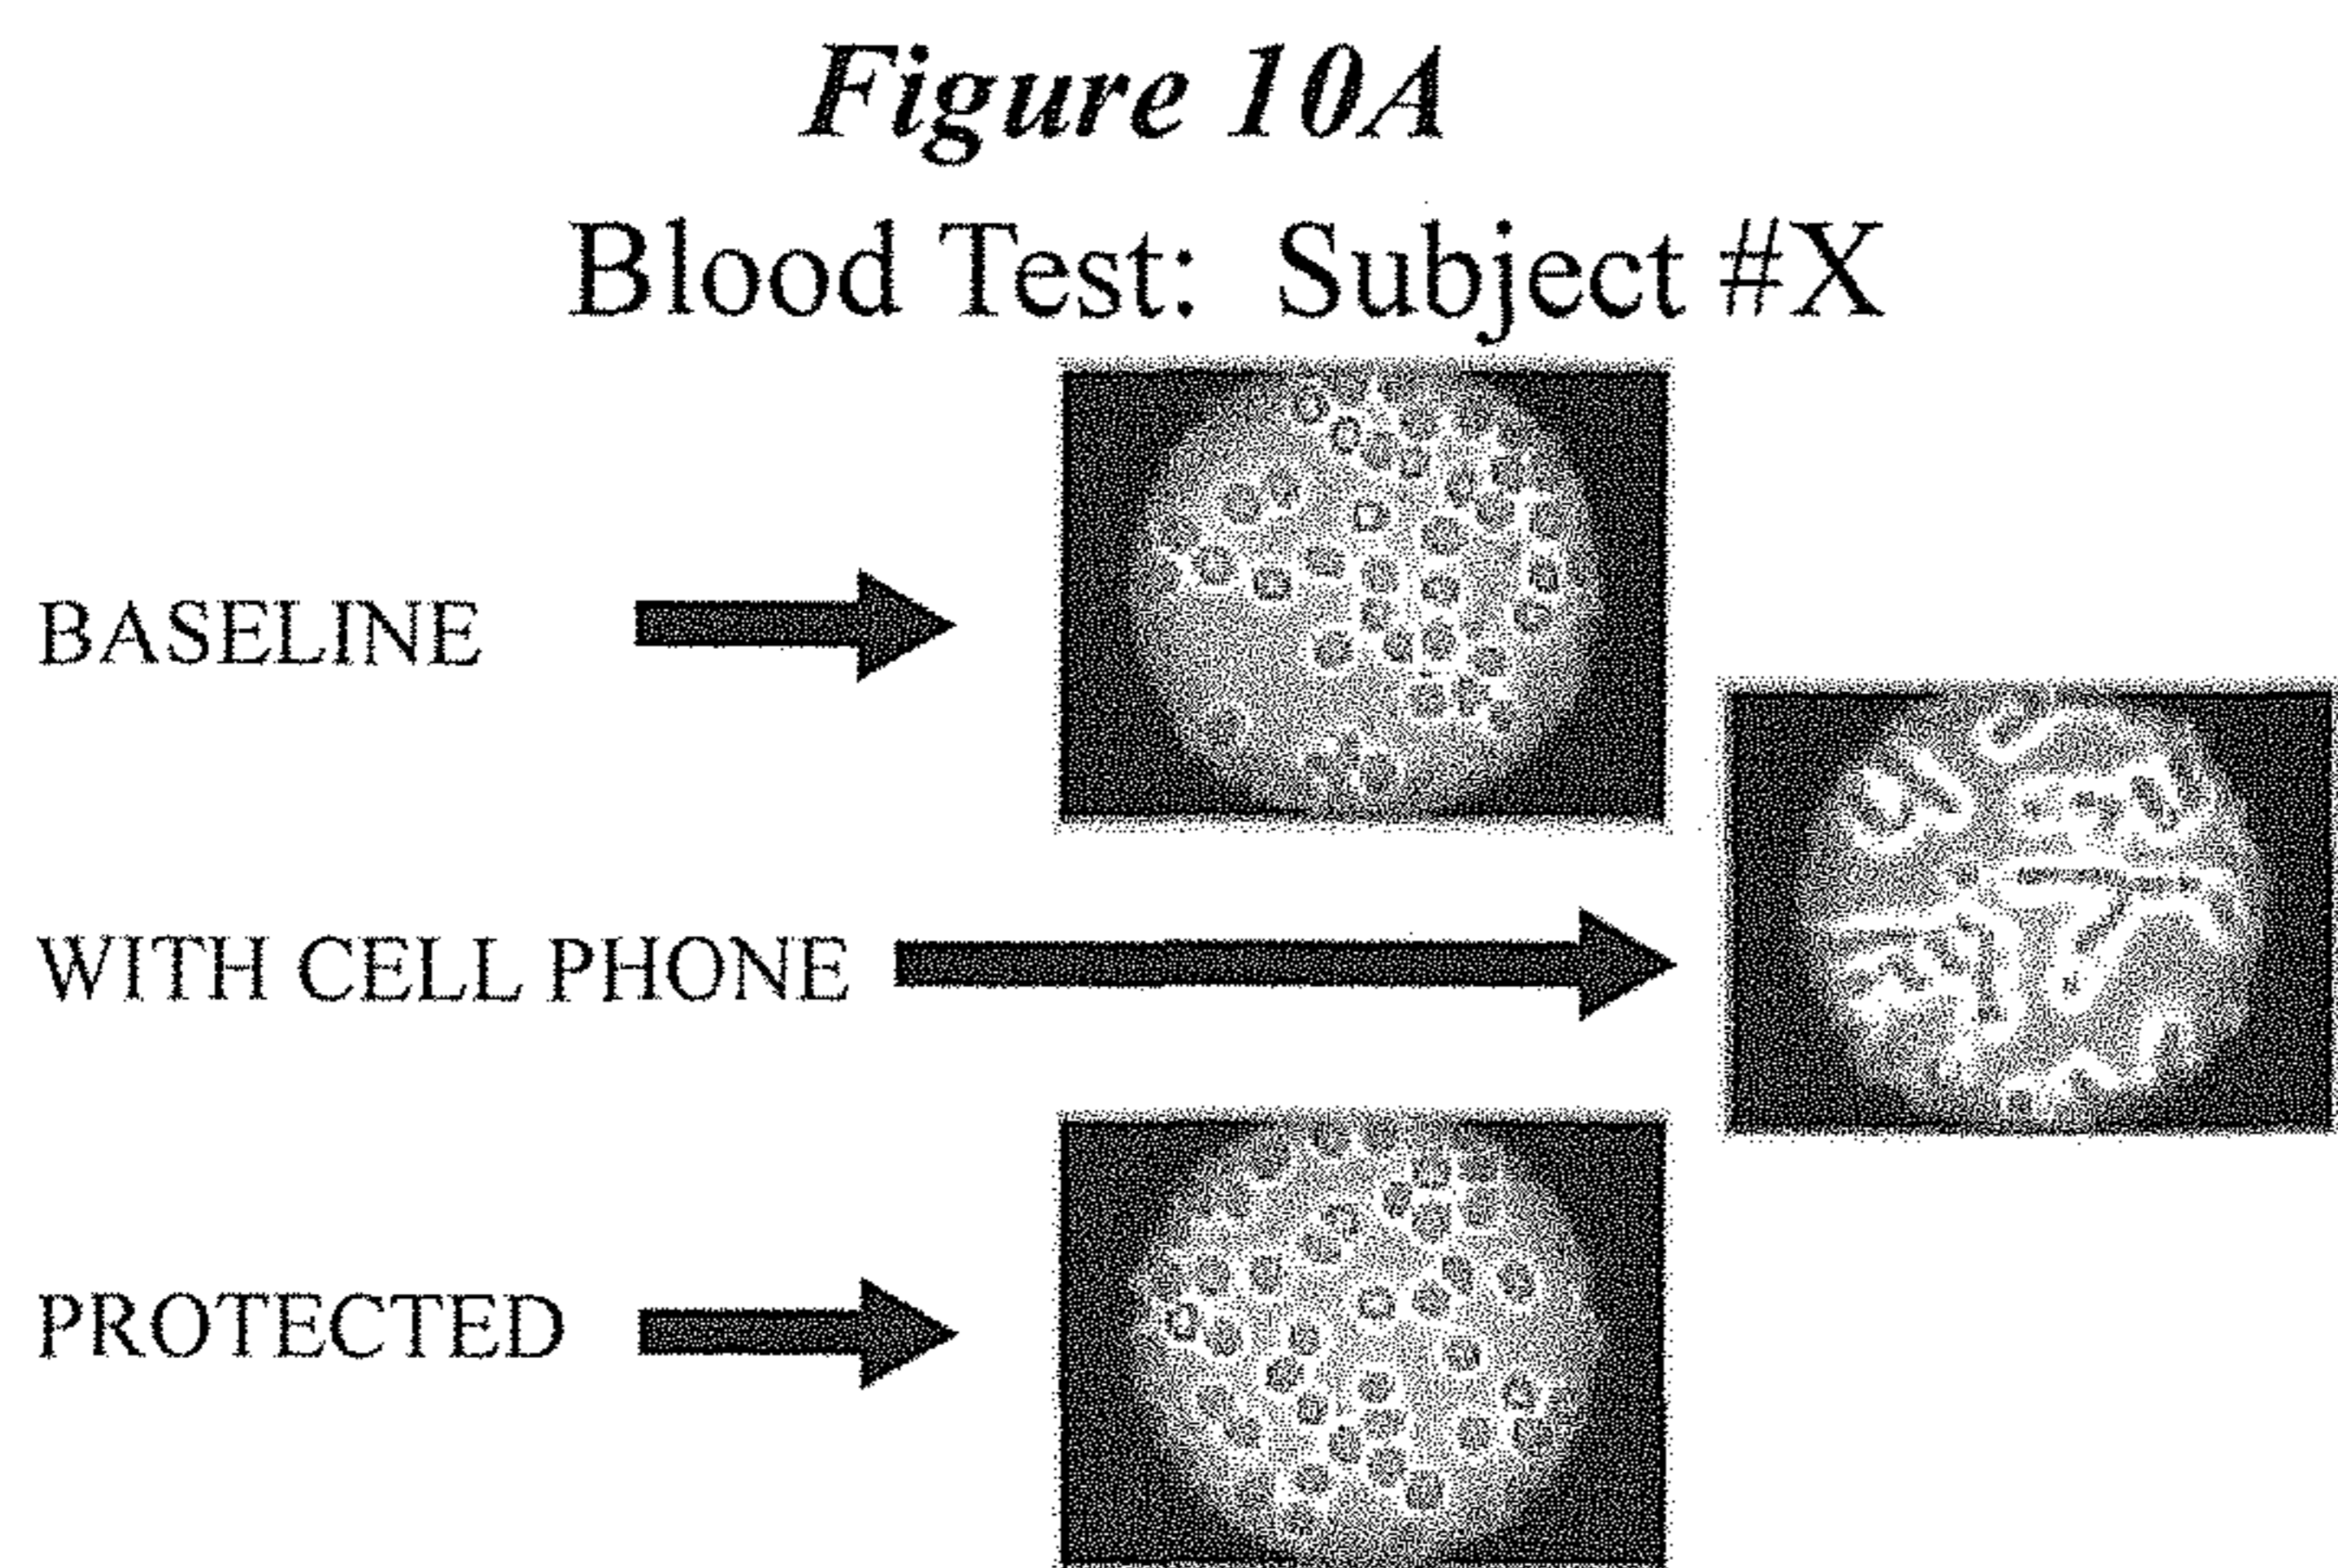 Figure 10A
Blood Test: Subject #X
BASELINE
WITH CELL PHONE
PROTECTED